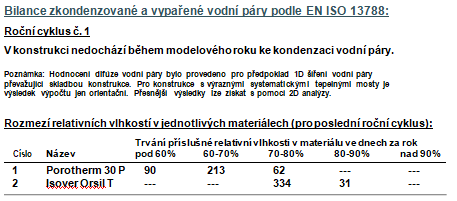 Bilance zkondenzované a vypařené vodní páry podle EN ISO 13788:
Roční cyklus č. 1
V konstrukci nedochází během modelového roku ke kondenzaci vodní páry.
Poznámka: Hodnocení difúze vodní páry bylo provedeno pro předpoklad 1D šíření vodní páry
převažující skladbou konstrukce. Pro konstrukce s výraznými systematickými tepelnými mosty je
výsledek výpočtu jen orientační. Přesnější výsledky lze získat s pomocí 2D analýzy.
Rozmezí relativních vlhkostí v jednotlivých materiálech (pro poslední roční cyklus):
Trvání příslušné relativní vlhkosti v materiálu ve dnech za rok
Číslo Název pod 60% 60-70% 70-80% 80-90% nad 90%
1 Porotherm 30 P 90 213 62 --- ---
2 Isover Orsil T --- --- 334 31 ---